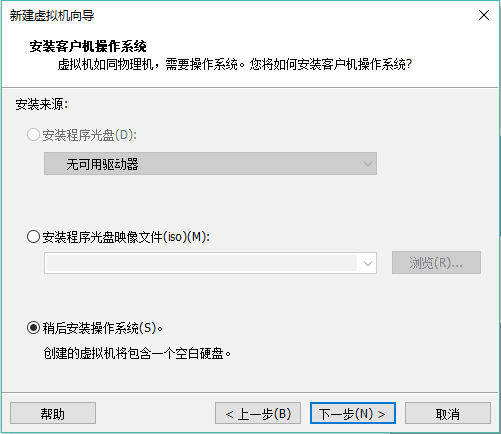 新建虚拟机向导
安装客户机操作系统
虚拟机如同物理机，需要操作系统。您将如何安装客户机操作系统?
安装来源:
安装程序光盘(D):
无可用驱动器
安装程序光盘映像文件(iso)(M):
浏览(R)...
稍后安装操作系统(S)。
创建的虚拟机将包含一个空白硬盘。
帮助
< 上一步(B)
下一步(N) >
取消